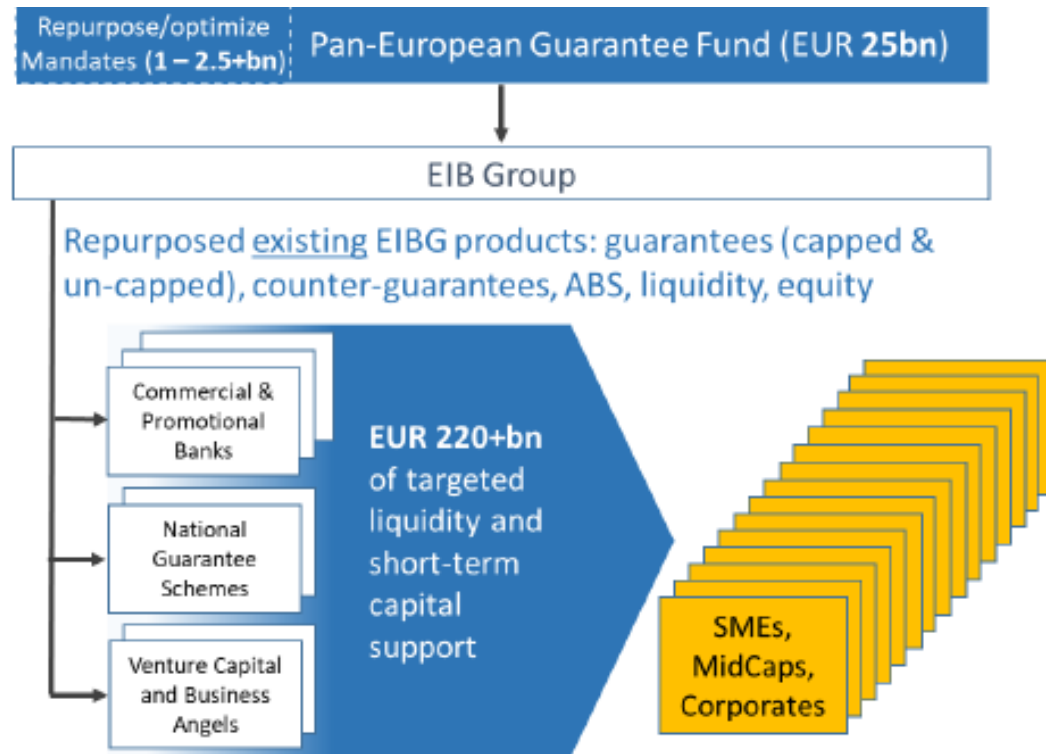 Repurpose/optimize
Mandates (1 – 2.5+bn)
Pan-European Guarantee Fund (EUR 25bn)
EIB Group
Repurposed existing EIBG products: guarantees (capped &
un-capped), counter-guarantees, ABS, liquidity, equity
Commercial &
Promotional
Banks
National
Guarantee
Schemes
Venture Capital
and Business
Angels
EUR 220+bn
of targeted
liquidity and
short-term
capital
support
SMEs,
MidCaps,
Corporates